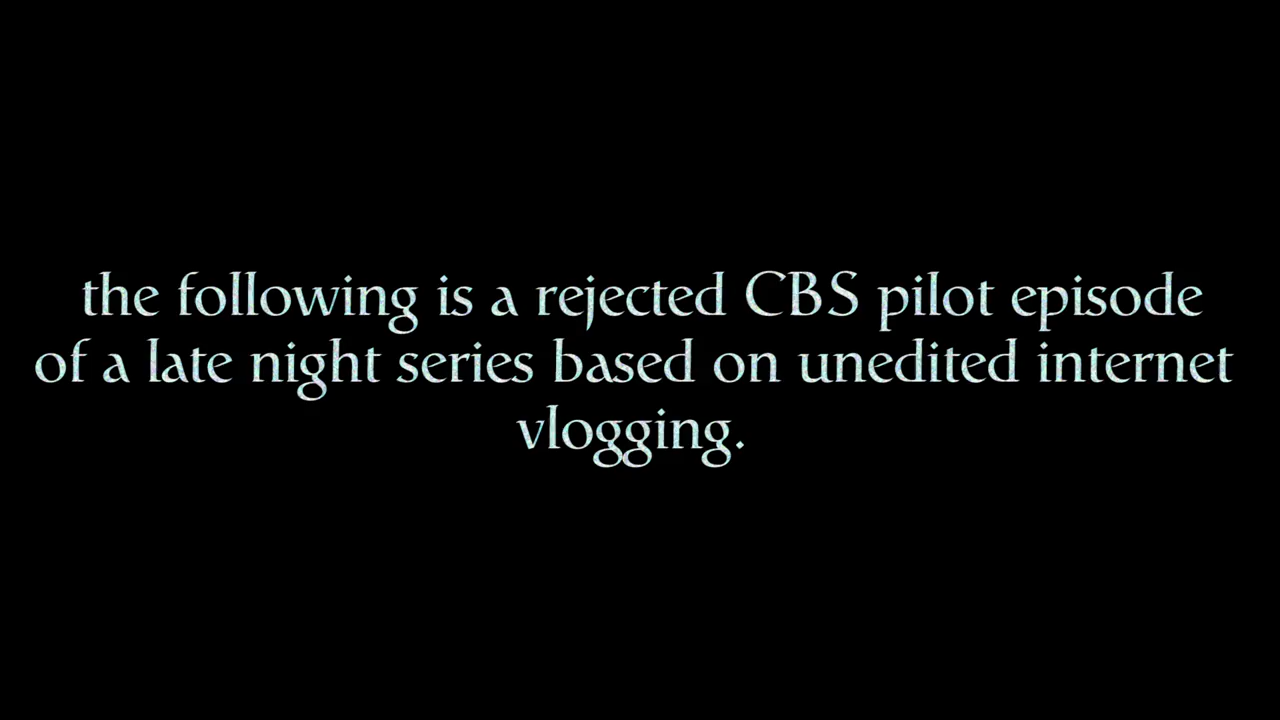 the following is a rejected CBS pilot episode
of a late night series based on unedited internet
vlogging.